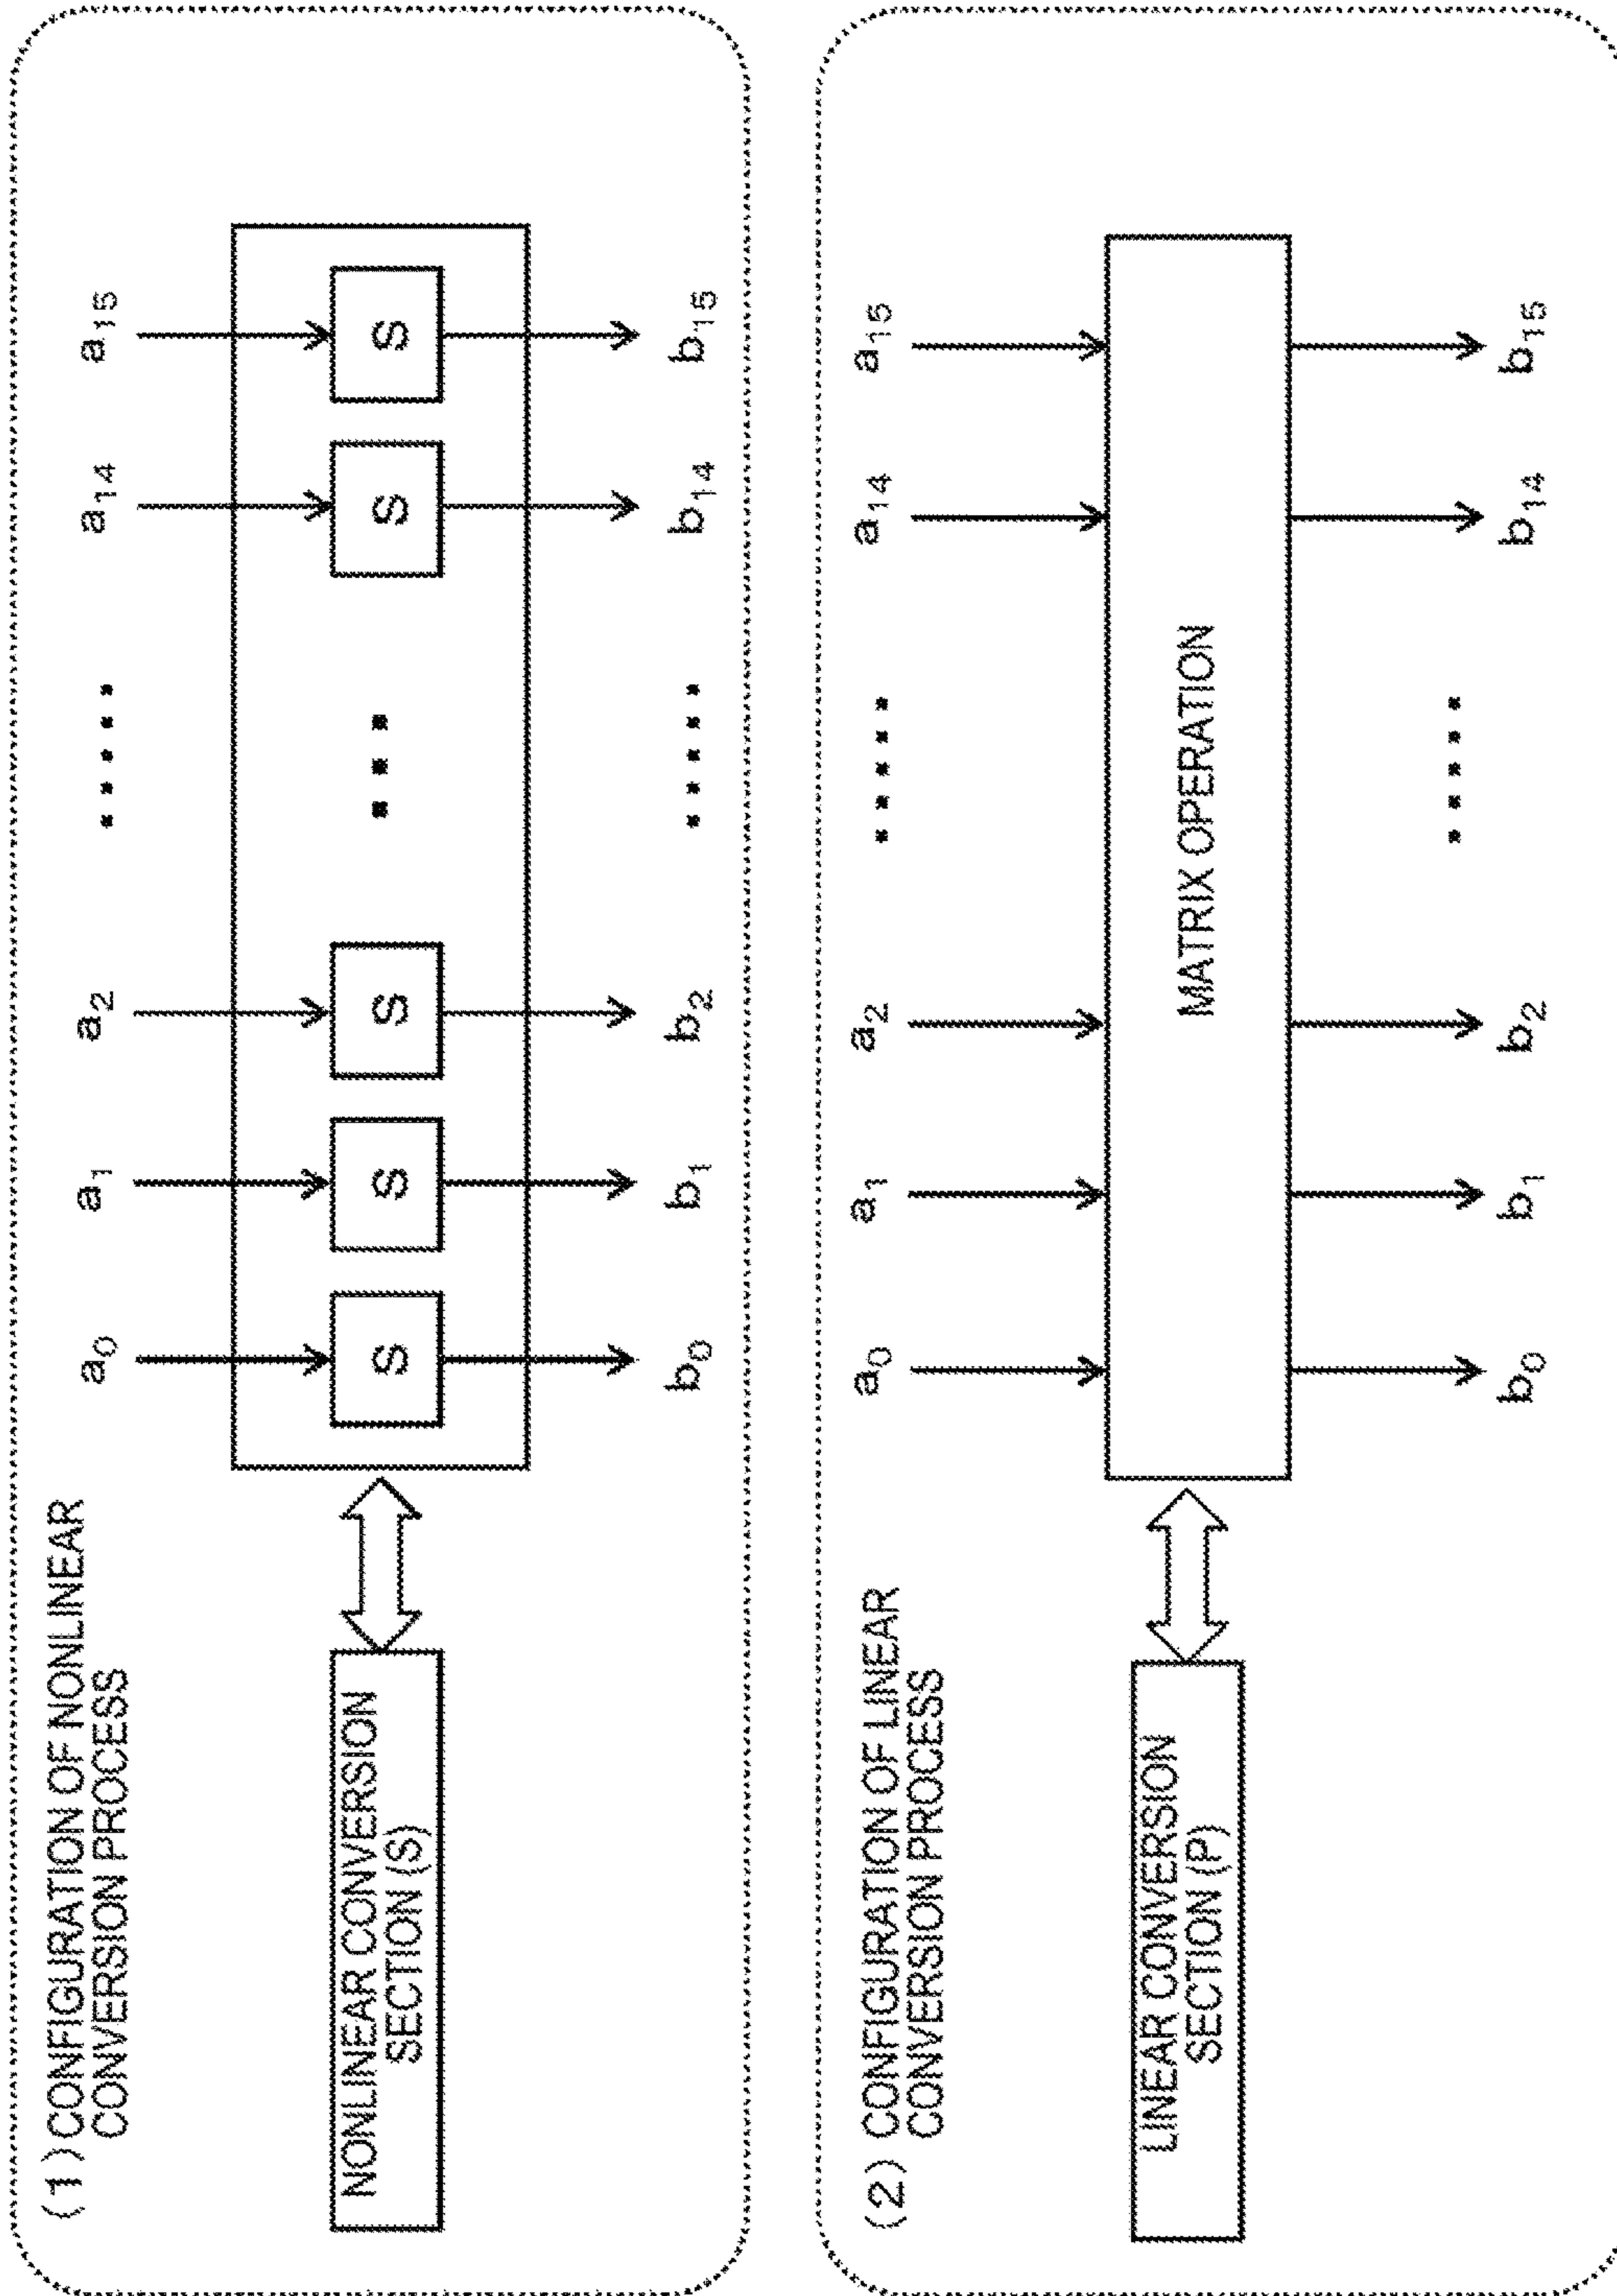 (1) CONFIGURATION OF NONLINEAR
CONVERSION PROCESS
a0 a1 a2 ····· a14 a15
NONLINEAR CONVERSION
SECTION (S)
S S S ··· S S
b0 b1 b2 ····· b14 b15
(2) CONFIGURATION OF LINEAR
CONVERSION PROCESS
a0 a1 a2 ····· a14 a15
LINEAR CONVERSION
SECTION (P)
MATRIX OPERATION
b0 b1 b2 ····· b14 b15